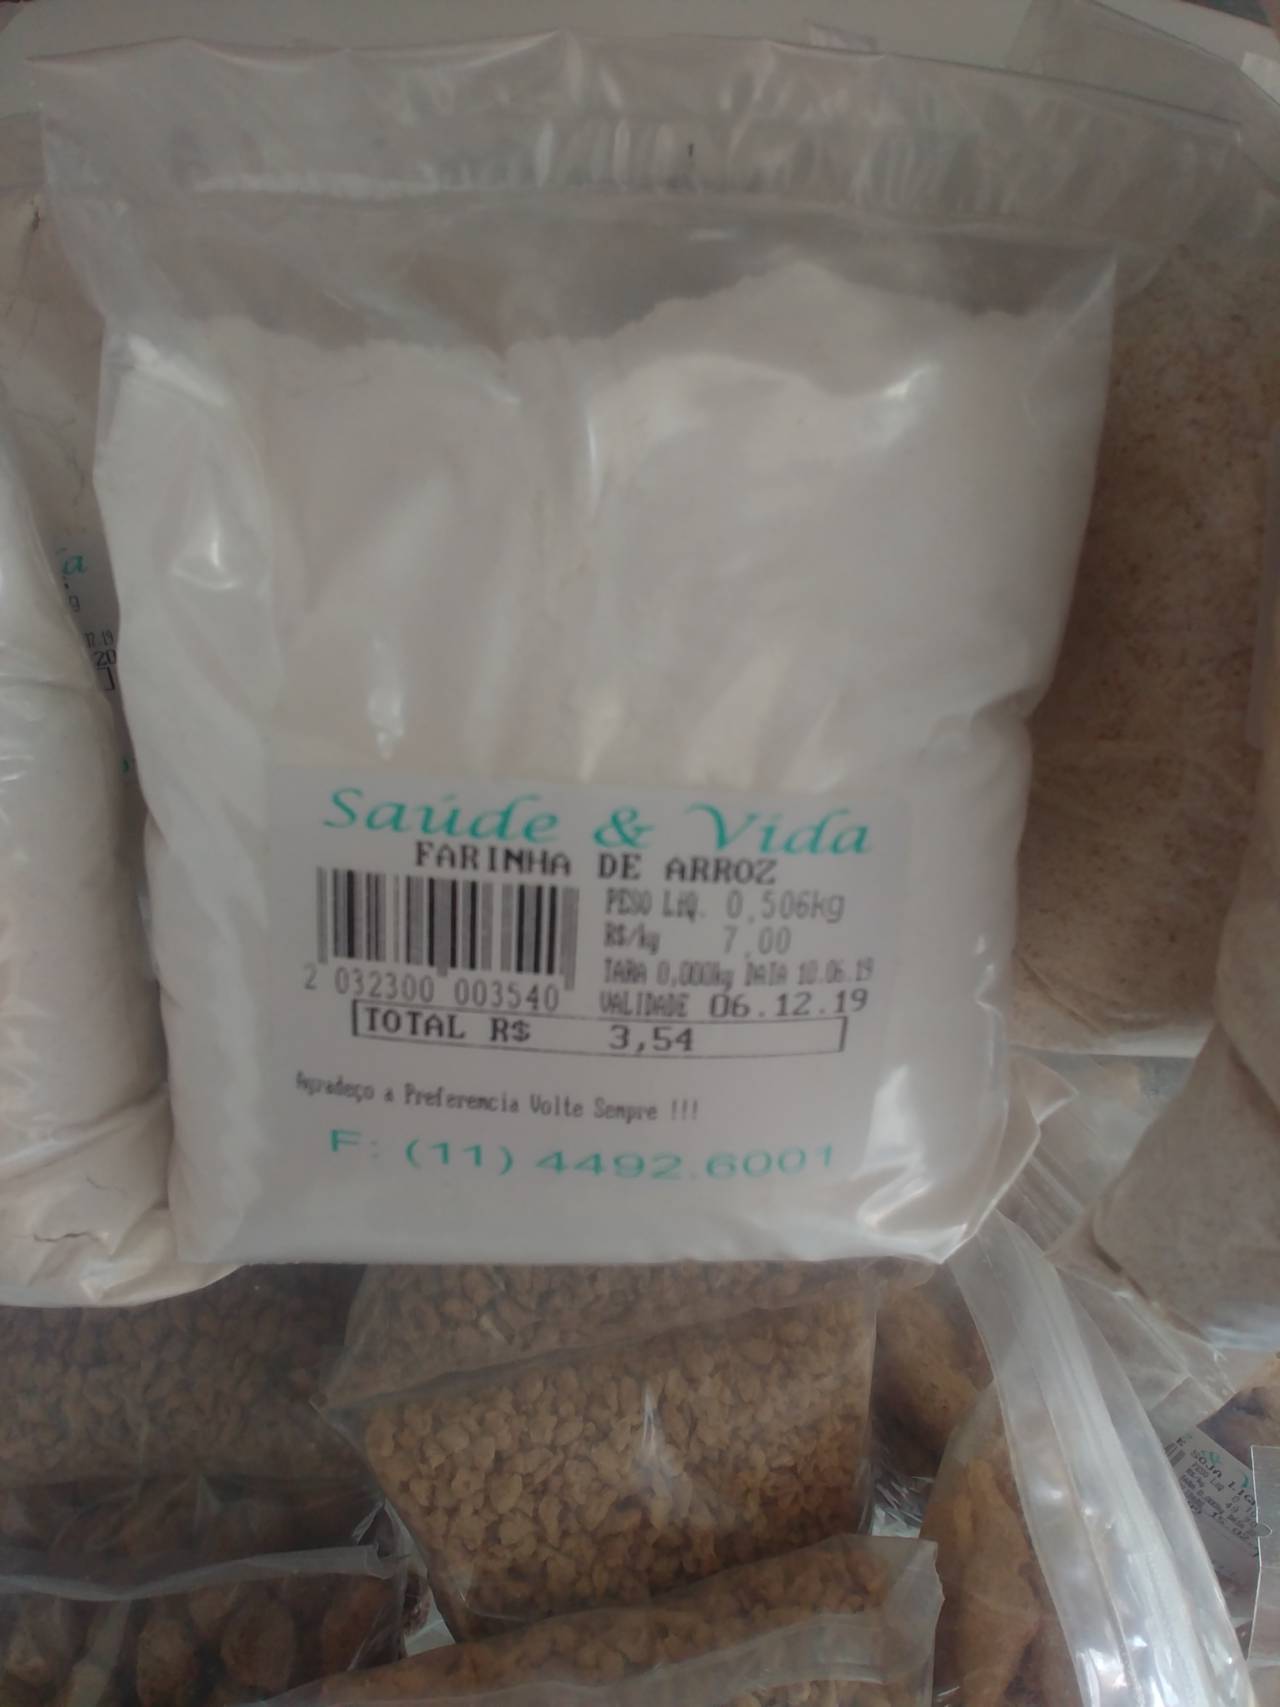 Saúde & Vida
FARINHA DE ARROZ
PESO LíQ. 0,506kg
R$/kg 7,00
TARA 0,000kg DATA 10.06.19
2 032300 003540
VALIDADE 06.12.19
TOTAL R$ 3,54
Agradeço a Preferencia Volte Sempre !!!
F: (11) 4492.6001